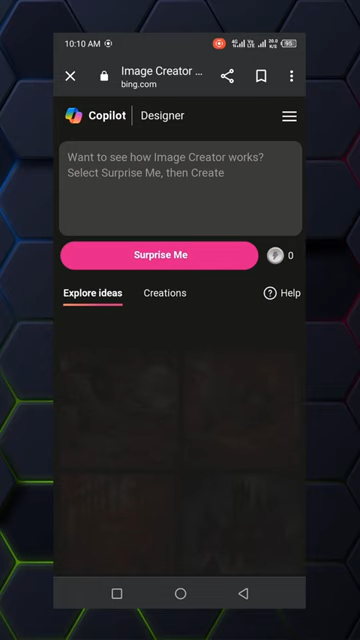 10:10 AM
Image Creator ...
bing.com
Copilot | Designer
Want to see how Image Creator works?
Select Surprise Me, then Create
Surprise Me
0
Explore ideas
Creations
Help